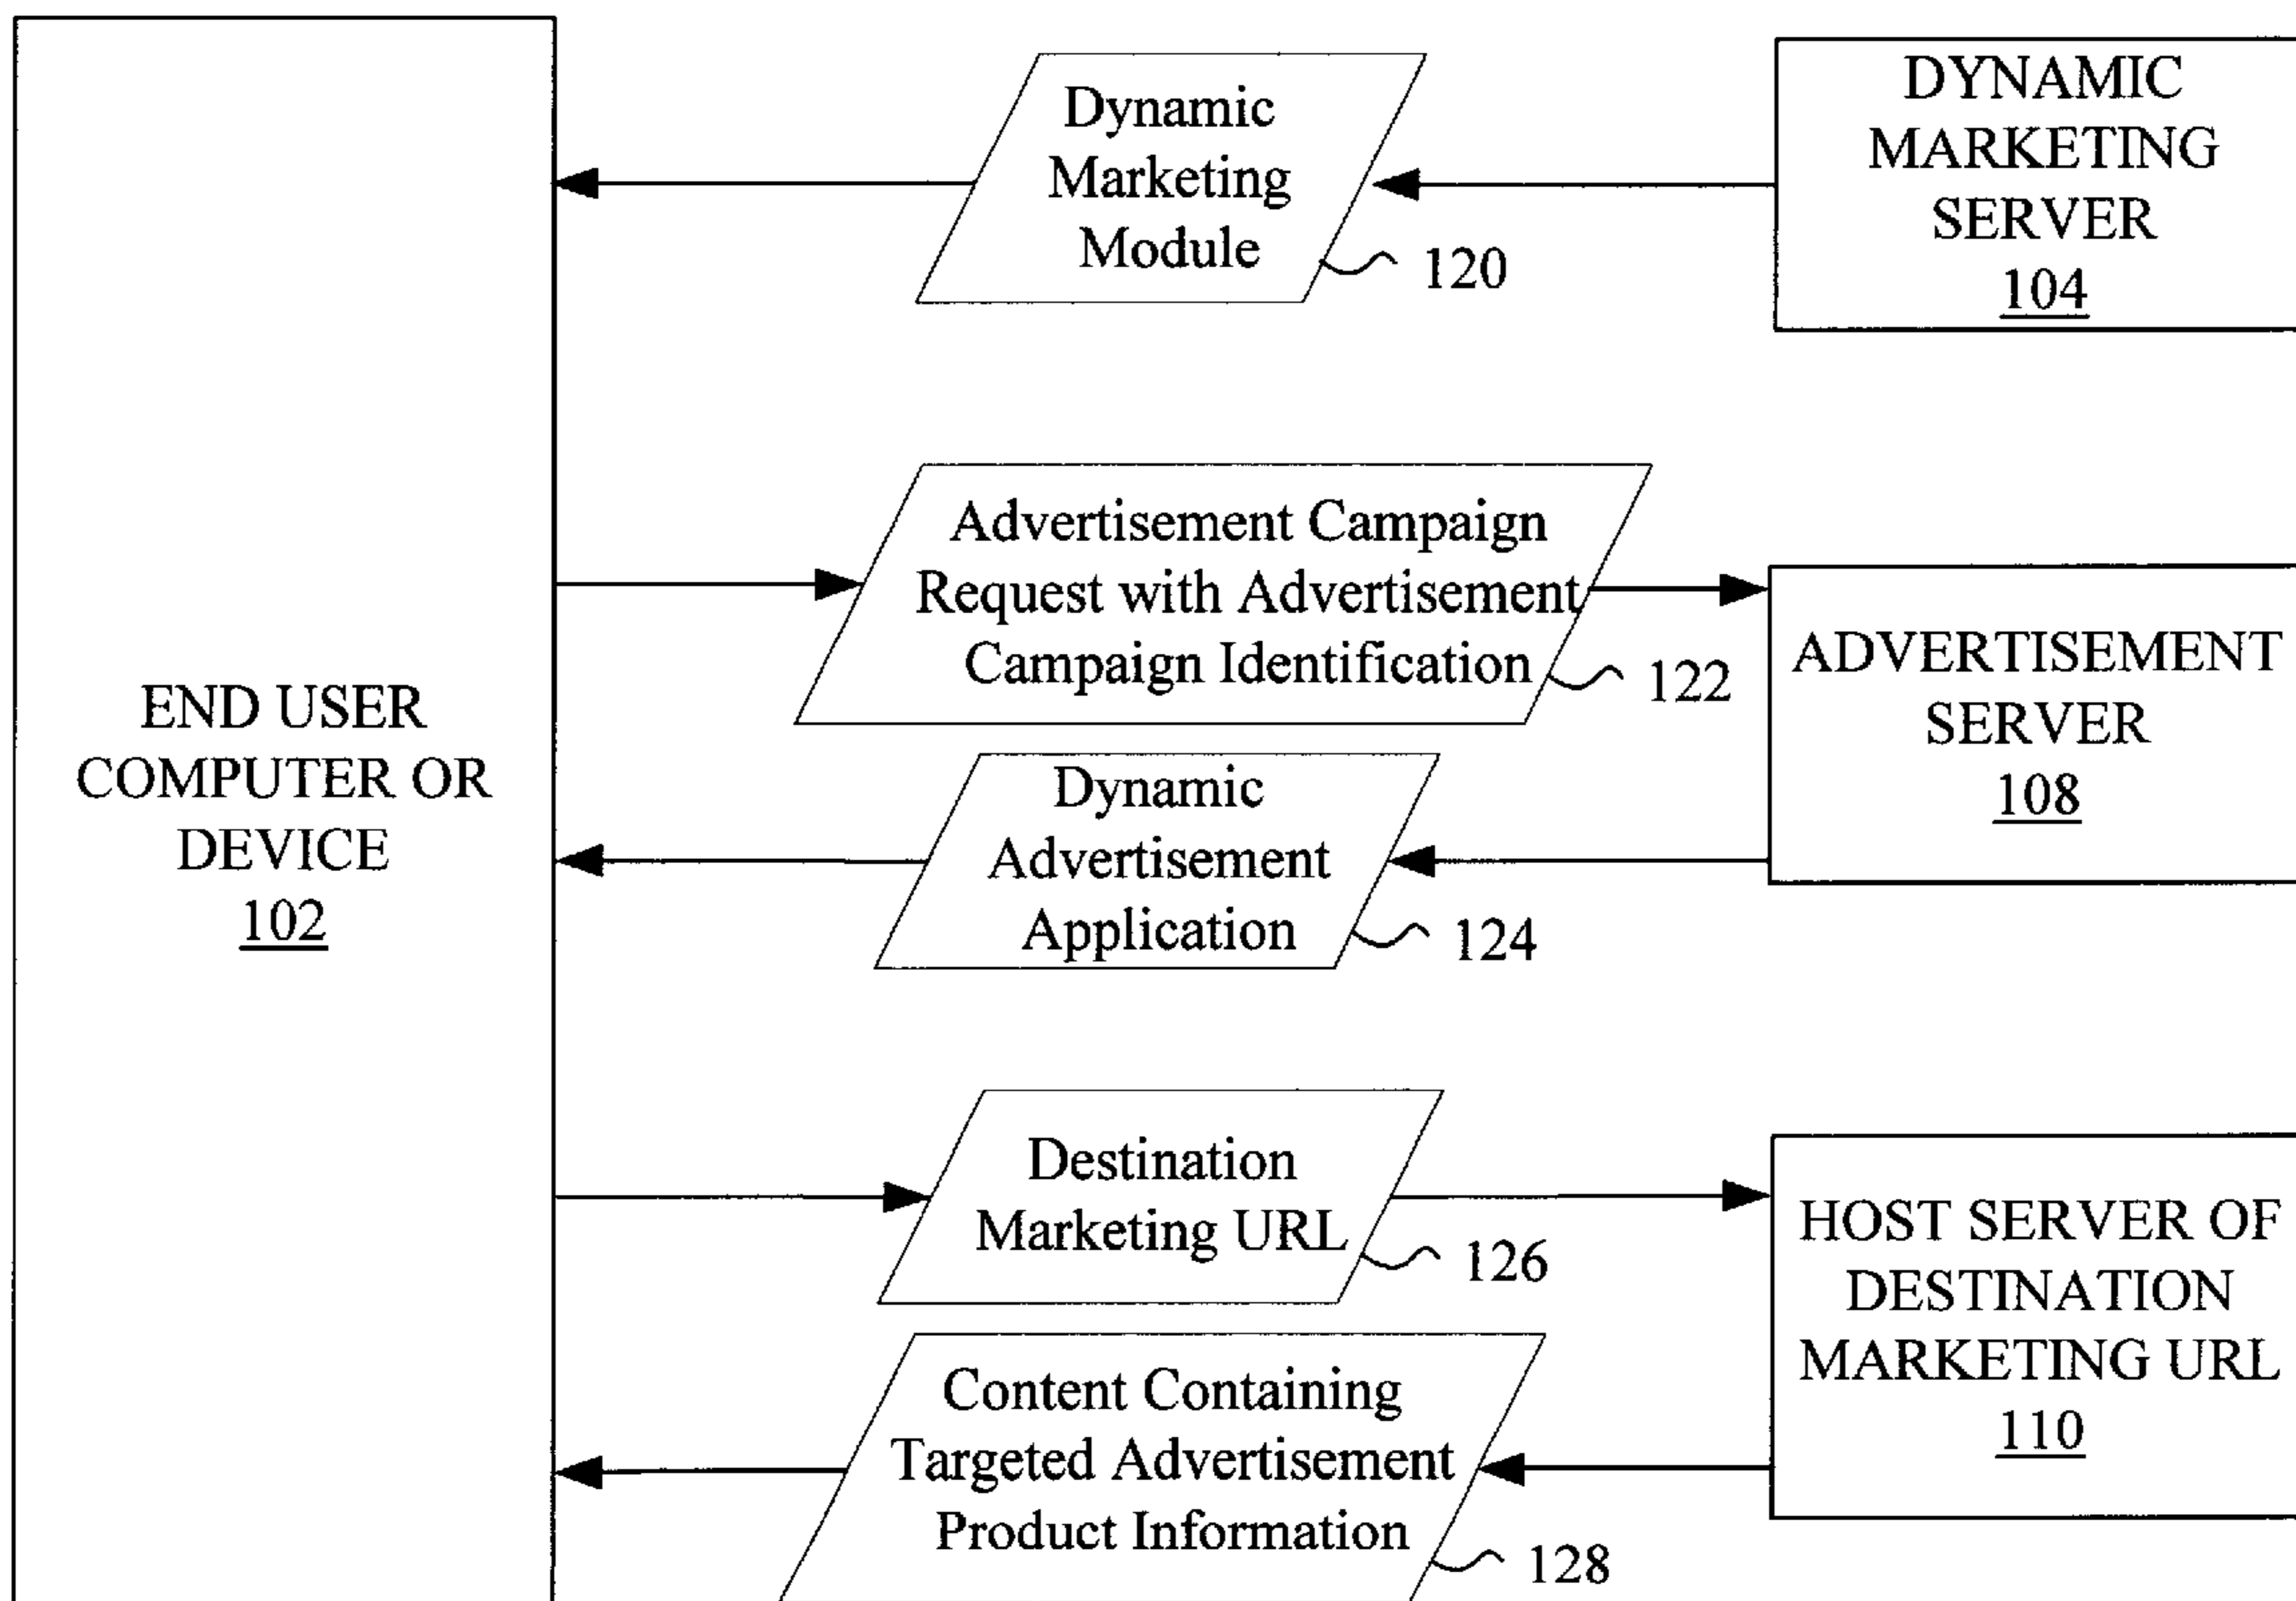 Dynamic
Marketing
Module
120
DYNAMIC
MARKETING
SERVER
104
Advertisement Campaign
Request with Advertisement
Campaign Identification
122
END USER
COMPUTER OR
DEVICE
102
ADVERTISEMENT
SERVER
108
Dynamic
Advertisement
Application
124
Destination
Marketing URL
126
HOST SERVER OF
DESTINATION
MARKETING URL
110
Content Containing
Targeted Advertisement
Product Information
128